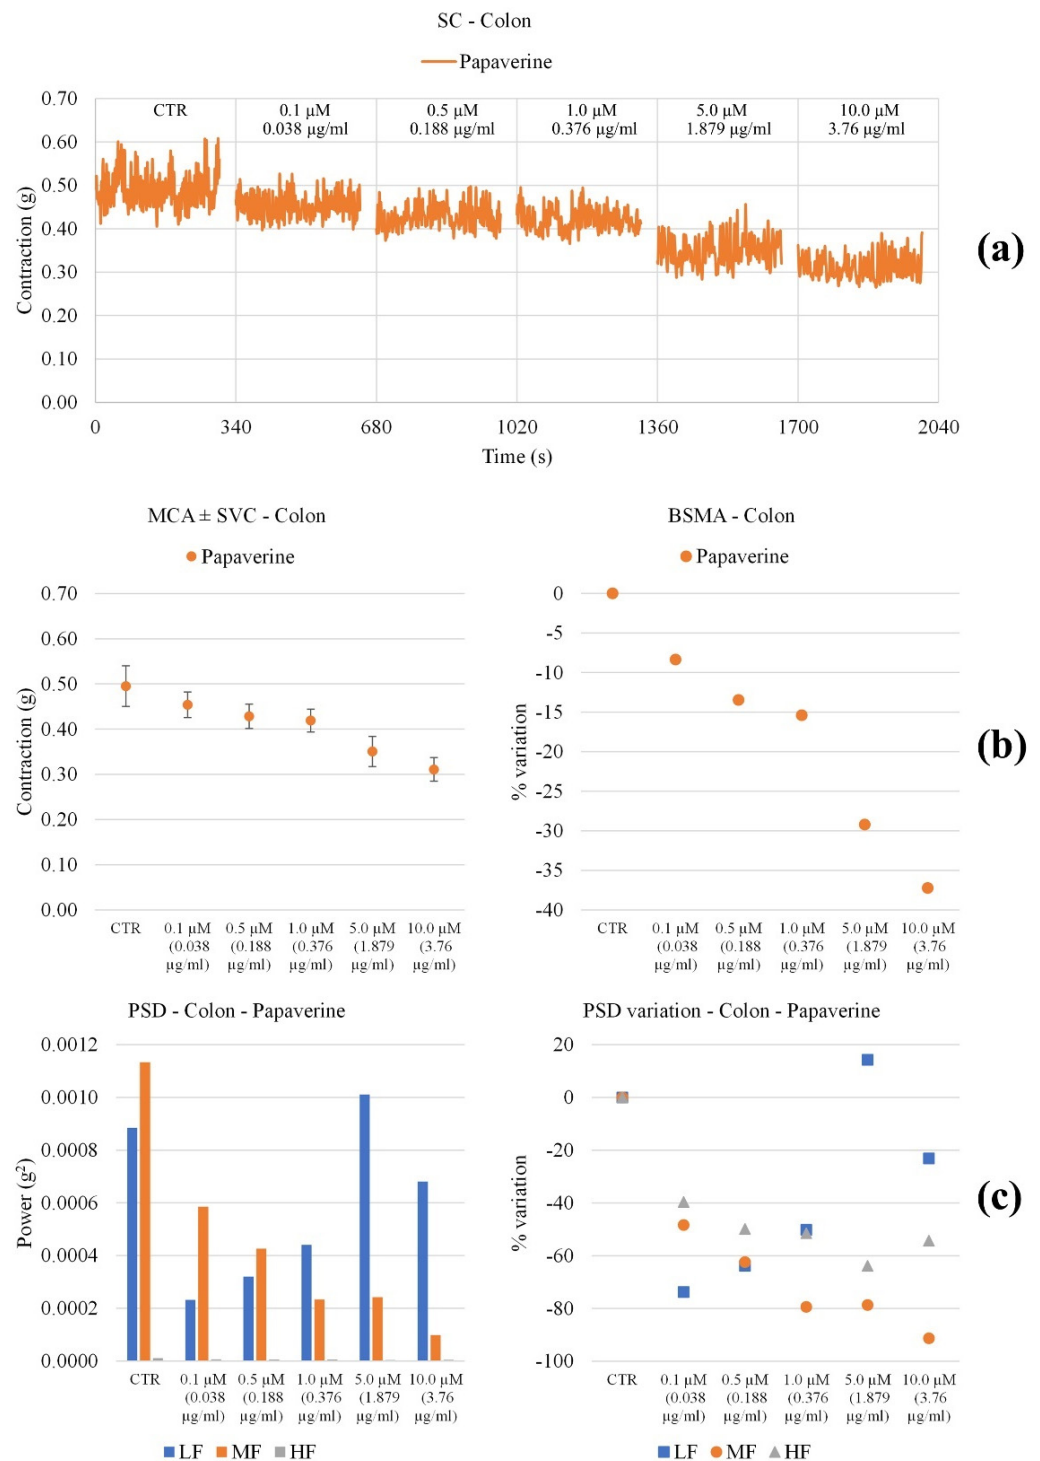 SC - Colon
Papaverine
0.70
0.60
0.50
0.40
0.30
0.20
0.10
0.00
Contraction (g)
CTR
0.1 µM
0.038 µg/ml
0.5 µM
0.188 µg/ml
1.0 µM
0.376 µg/ml
5.0 µM
1.879 µg/ml
10.0 µM
3.76 µg/ml
0 340 680 1020 1360 1700 2040
Time (s)
(a)
MCA ± SVC - Colon
Papaverine
0.70
0.60
0.50
0.40
0.30
0.20
0.10
0.00
Contraction (g)
CTR
0.1 µM
(0.038
µg/ml)
0.5 µM
(0.188
µg/ml)
1.0 µM
(0.376
µg/ml)
5.0 µM
(1.879
µg/ml)
10.0 µM
(3.76
µg/ml)
BSMA - Colon
Papaverine
0
-5
-10
-15
-20
-25
-30
-35
-40
% variation
CTR
0.1 µM
(0.038
µg/ml)
0.5 µM
(0.188
µg/ml)
1.0 µM
(0.376
µg/ml)
5.0 µM
(1.879
µg/ml)
10.0 µM
(3.76
µg/ml)
(b)
PSD - Colon - Papaverine
0.0012
0.0010
0.0008
0.0006
0.0004
0.0002
0.0000
Power (g²)
CTR
0.1 µM
(0.038
µg/ml)
0.5 µM
(0.188
µg/ml)
1.0 µM
(0.376
µg/ml)
5.0 µM
(1.879
µg/ml)
10.0 µM
(3.76
µg/ml)
LF MF HF
PSD variation - Colon - Papaverine
20
0
-20
-40
-60
-80
-100
% variation
CTR
0.1 µM
(0.038
µg/ml)
0.5 µM
(0.188
µg/ml)
1.0 µM
(0.376
µg/ml)
5.0 µM
(1.879
µg/ml)
10.0 µM
(3.76
µg/ml)
LF MF HF
(c)